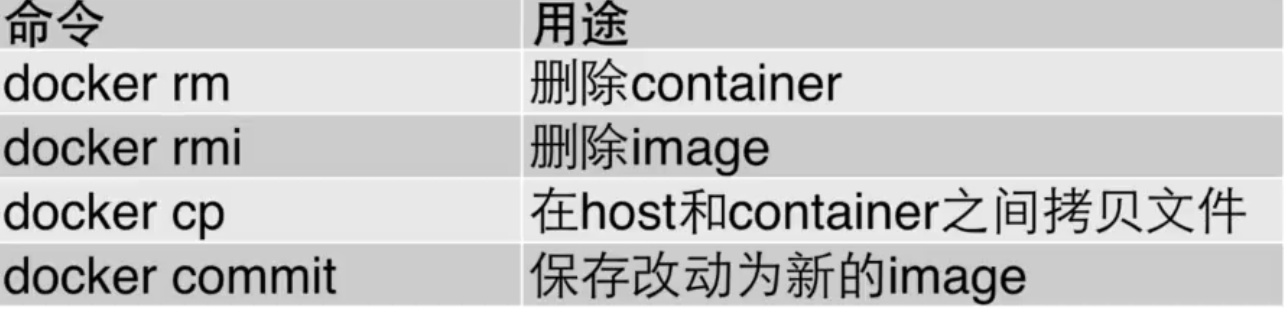 命令 用途
docker rm 删除container
docker rmi 删除image
docker cp 在host和container之间拷贝文件
docker commit 保存改动为新的image